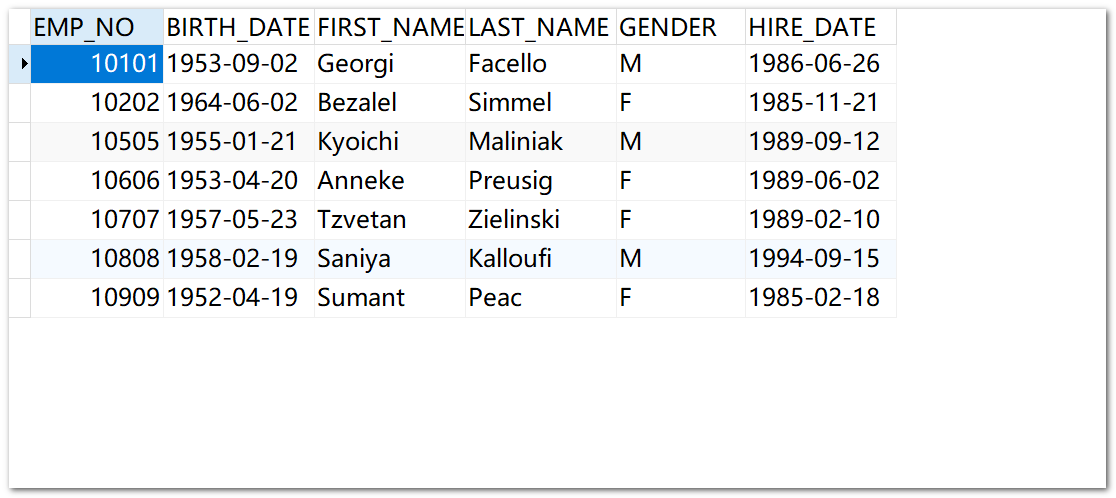 EMP_NO BIRTH_DATE FIRST_NAME LAST_NAME GENDER HIRE_DATE
10101 1953-09-02 Georgi Facello M 1986-06-26
10202 1964-06-02 Bezalel Simmel F 1985-11-21
10505 1955-01-21 Kyoichi Maliniak M 1989-09-12
10606 1953-04-20 Anneke Preusig F 1989-06-02
10707 1957-05-23 Tzvetan Zielinski F 1989-02-10
10808 1958-02-19 Saniya Kalloufi M 1994-09-15
10909 1952-04-19 Sumant Peac F 1985-02-18